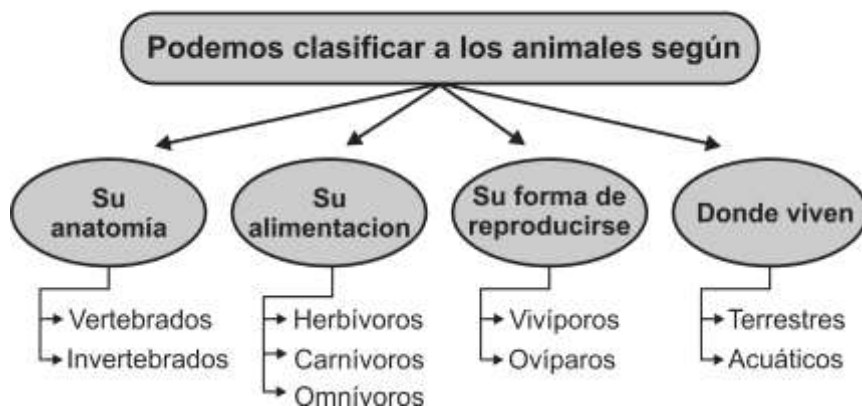 Podemos clasificar a los animales según
Su
anatomía
Su
alimentacion
Su forma de
reproducirse
Donde viven
Vertebrados
Invertebrados
Herbívoros
Carnívoros
Omnívoros
Vivíporos
Ovíparos
Terrestres
Acuáticos